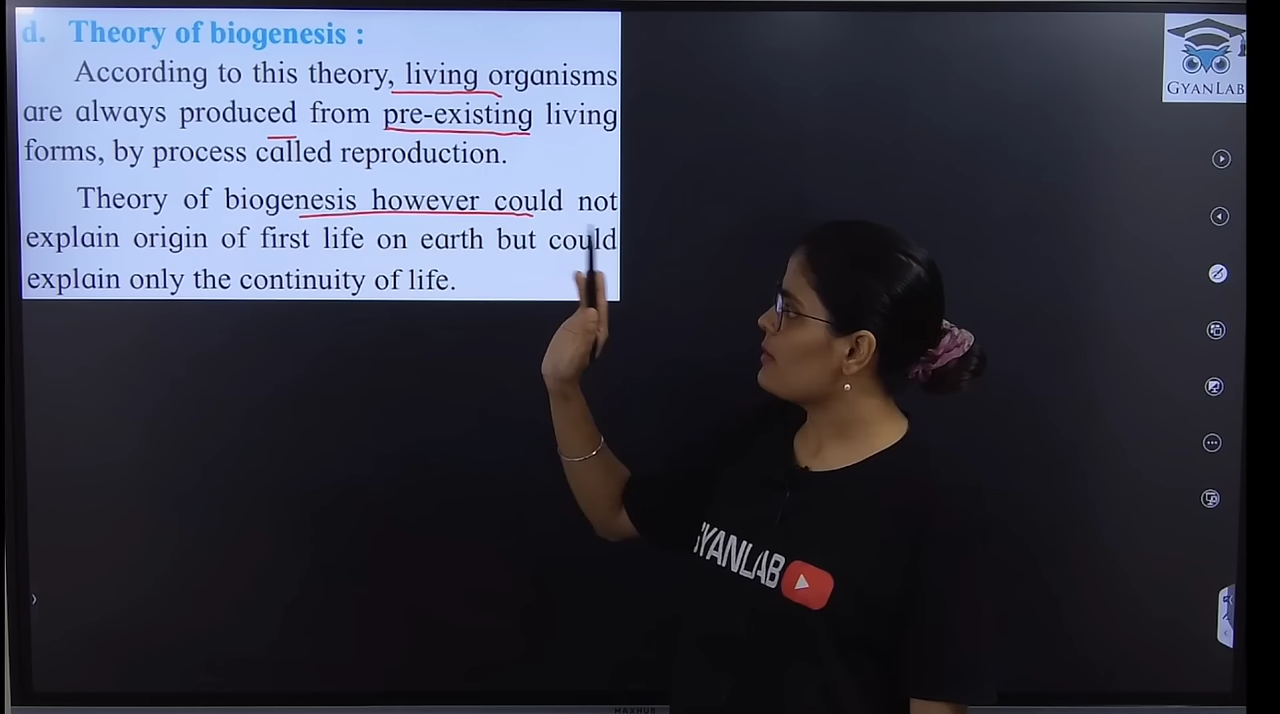 d. Theory of biogenesis :
According to this theory, living organisms
are always produced from pre-existing living
forms, by process called reproduction.
Theory of biogenesis however could not
explain origin of first life on earth but could
explain only the continuity of life.
GYANLAB
GYANLAB
MAXHUB